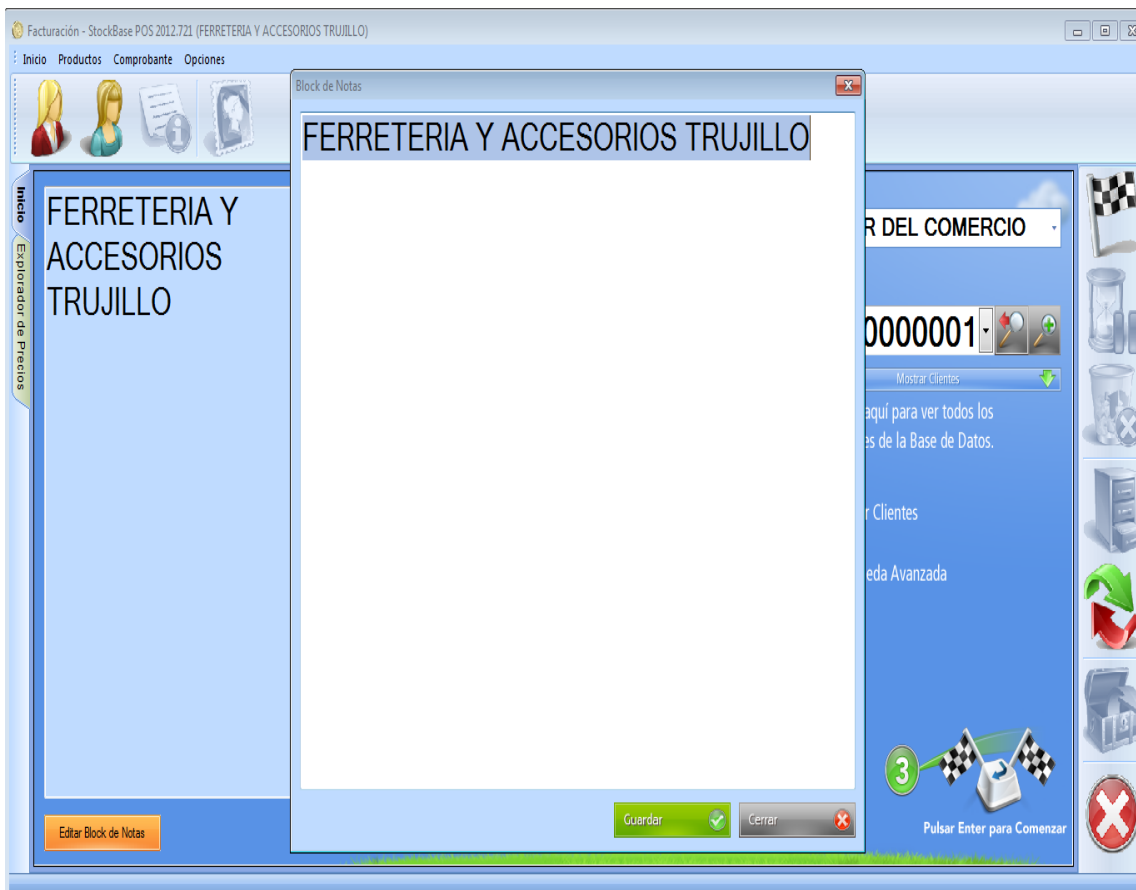 Facturación - StockBase POS 2012.721 (FERRETERIA Y ACCESORIOS TRUJILLO)
Inicio Productos Comprobante Opciones
Block de Notas
FERRETERIA Y ACCESORIOS TRUJILLO
Inicio
Explorador de Precios
FERRETERIA Y
ACCESORIOS
TRUJILLO
R DEL COMERCIO
0000001
Mostrar Clientes
aquí para ver todos los
es de la Base de Datos.
r Clientes
eda Avanzada
3
Pulsar Enter para Comenzar
Editar Block de Notas
Guardar
Cerrar